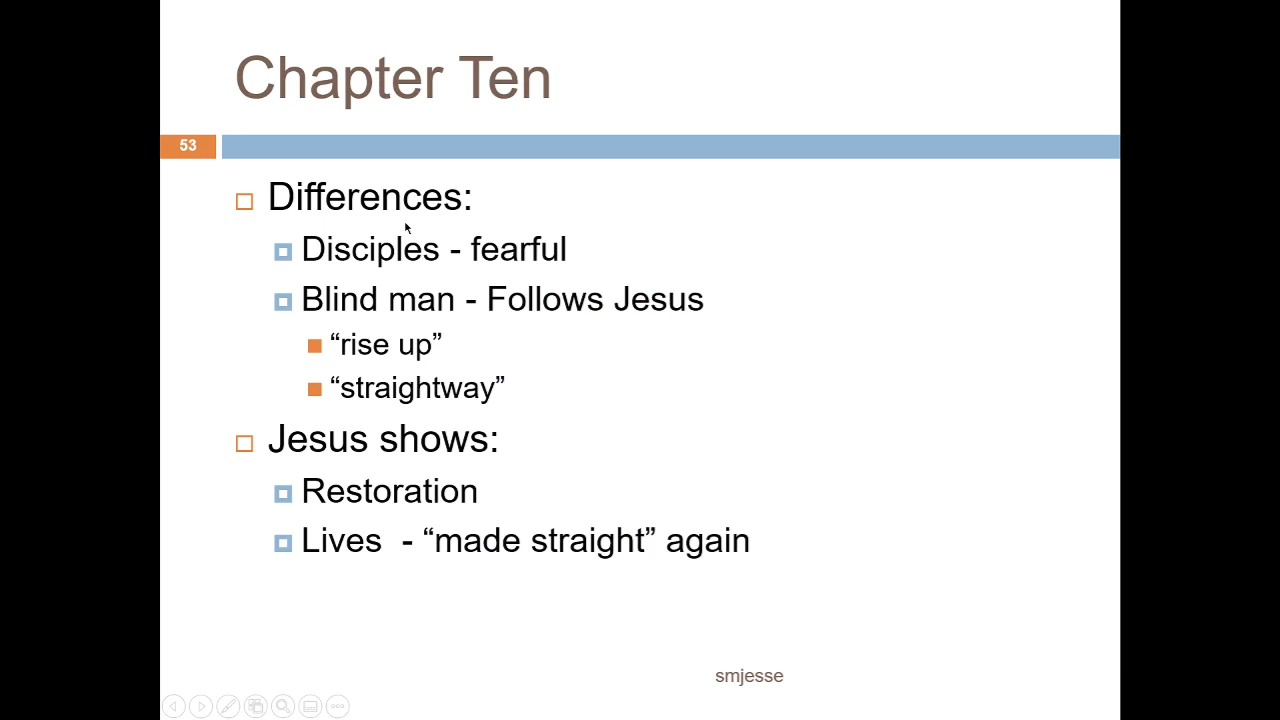 Chapter Ten
53
Differences:
Disciples - fearful
Blind man - Follows Jesus
“rise up”
“straightway”
Jesus shows:
Restoration
Lives  - “made straight” again
smjesse